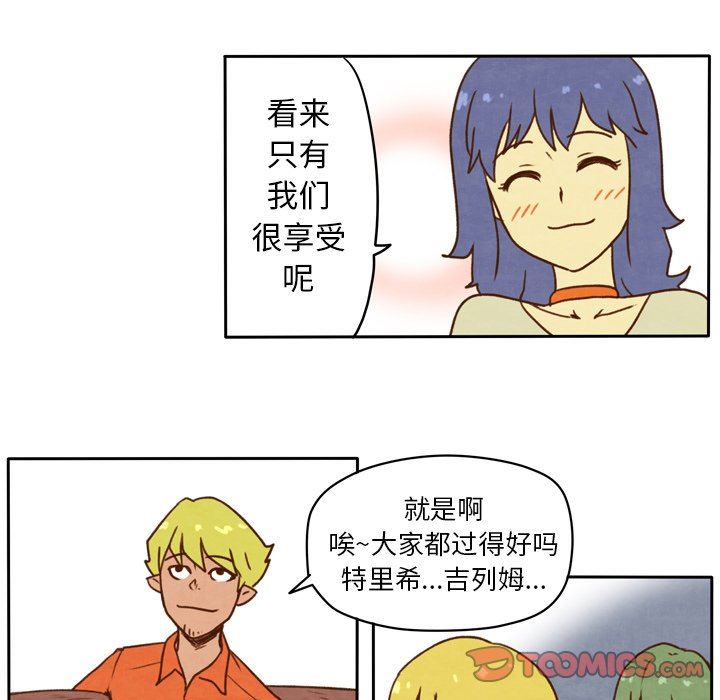 看来
只有
我们
很享受
呢
就是啊
唉~大家都过得好吗
特里希...吉列姆...
TOOMICS.COM